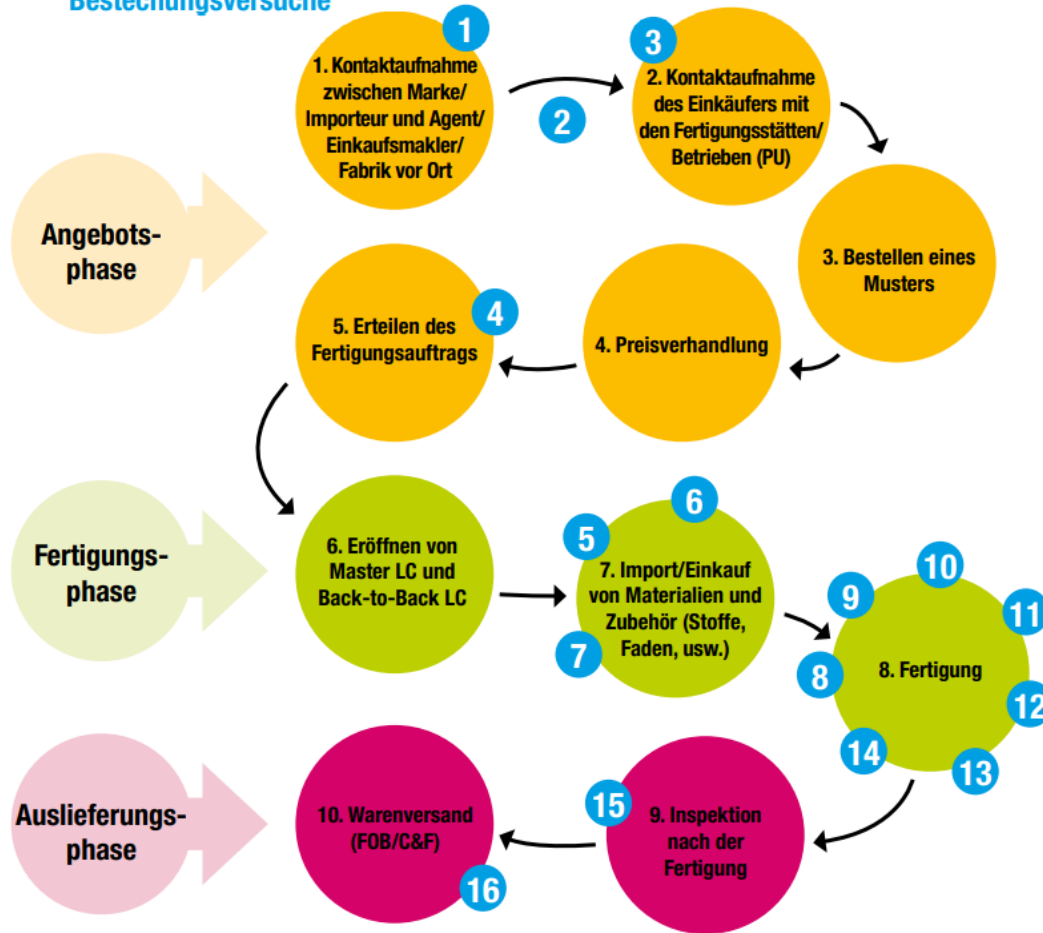 Bestechungsversuche
1
1. Kontaktaufnahme
zwischen Marke/
Importeur und Agent/
Einkaufsmakler/
Fabrik vor Ort
2
3
2. Kontaktaufnahme
des Einkäufers mit
den Fertigungsstätten/
Betrieben (PU)
Angebots-
phase
3. Bestellen eines
Musters
4
5. Erteilen des
Fertigungsauftrags
4. Preisverhandlung
Fertigungs-
phase
6. Eröffnen von
Master LC und
Back-to-Back LC
5
6
7
7. Import/Einkauf
von Materialien und
Zubehör (Stoffe,
Faden, usw.)
8
9
10
11
12
13
14
8. Fertigung
Auslieferungs-
phase
10. Warenversand
(FOB/C&F)
16
15
9. Inspektion
nach der
Fertigung